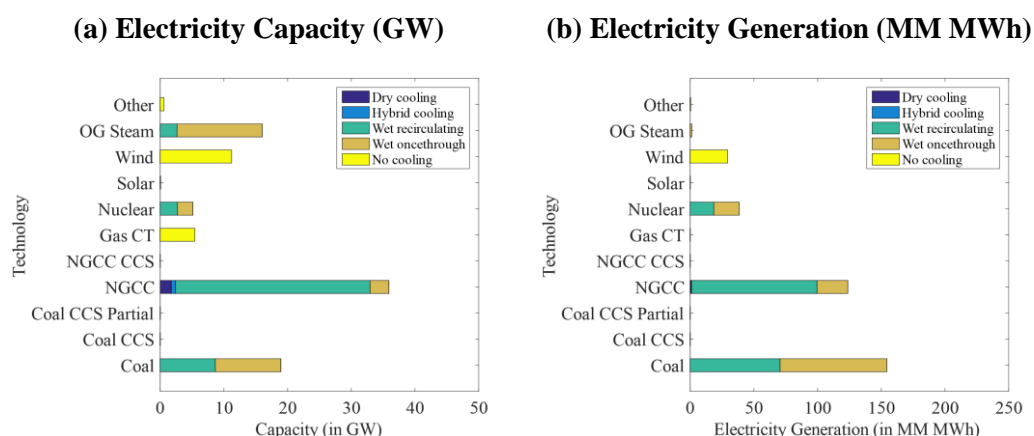 (a) Electricity Capacity (GW)
(b) Electricity Generation (MM MWh)
Technology
Other
OG Steam
Wind
Solar
Nuclear
Gas CT
NGCC CCS
NGCC
Coal CCS Partial
Coal CCS
Coal
Dry cooling
Hybrid cooling
Wet recirculating
Wet oncethrough
No cooling
0 10 20 30 40 50
Capacity (in GW)
Technology
Other
OG Steam
Wind
Solar
Nuclear
Gas CT
NGCC CCS
NGCC
Coal CCS Partial
Coal CCS
Coal
Dry cooling
Hybrid cooling
Wet recirculating
Wet oncethrough
No cooling
0 50 100 150 200 250
Electricity Generation (in MM MWh)